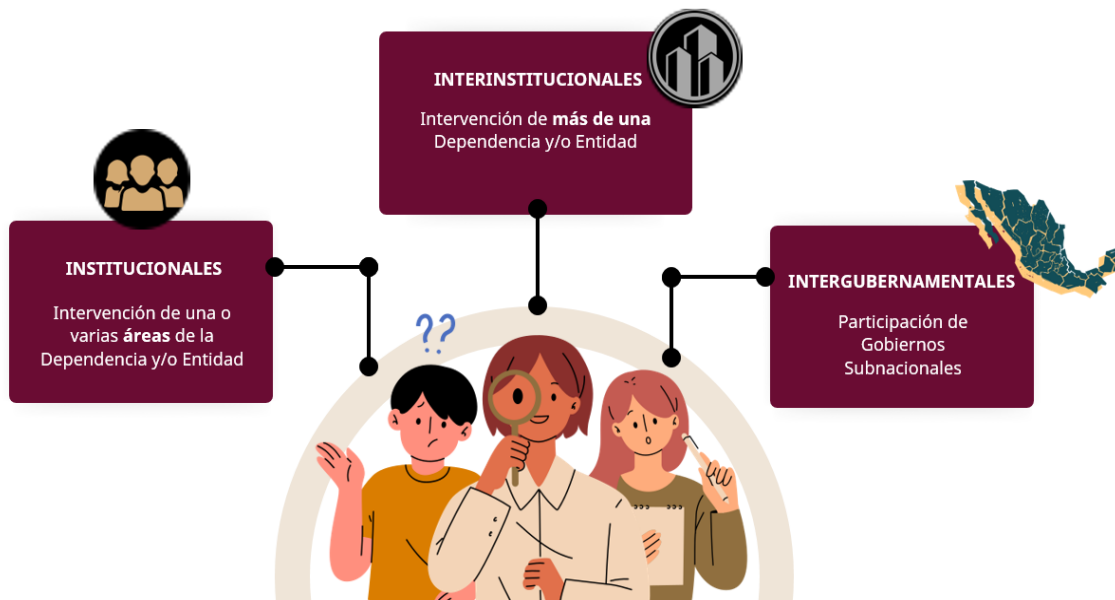 INTERINSTITUCIONALES
Intervención de más de una
Dependencia y/o Entidad
INSTITUCIONALES
Intervención de una o
varias áreas de la
Dependencia y/o Entidad
INTERGUBERNAMENTALES
Participación de
Gobiernos
Subnacionales
??